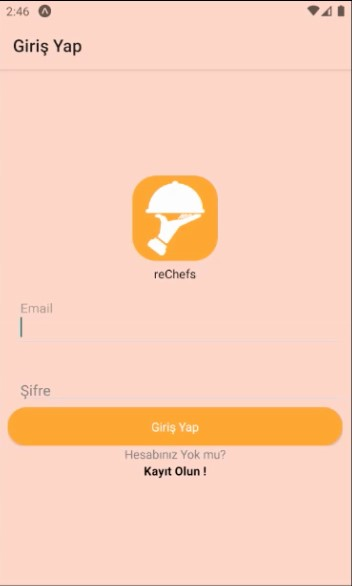 2:46
Giriş Yap
reChefs
Email
Şifre
Giriş Yap
Hesabınız Yok mu?
Kayıt Olun !